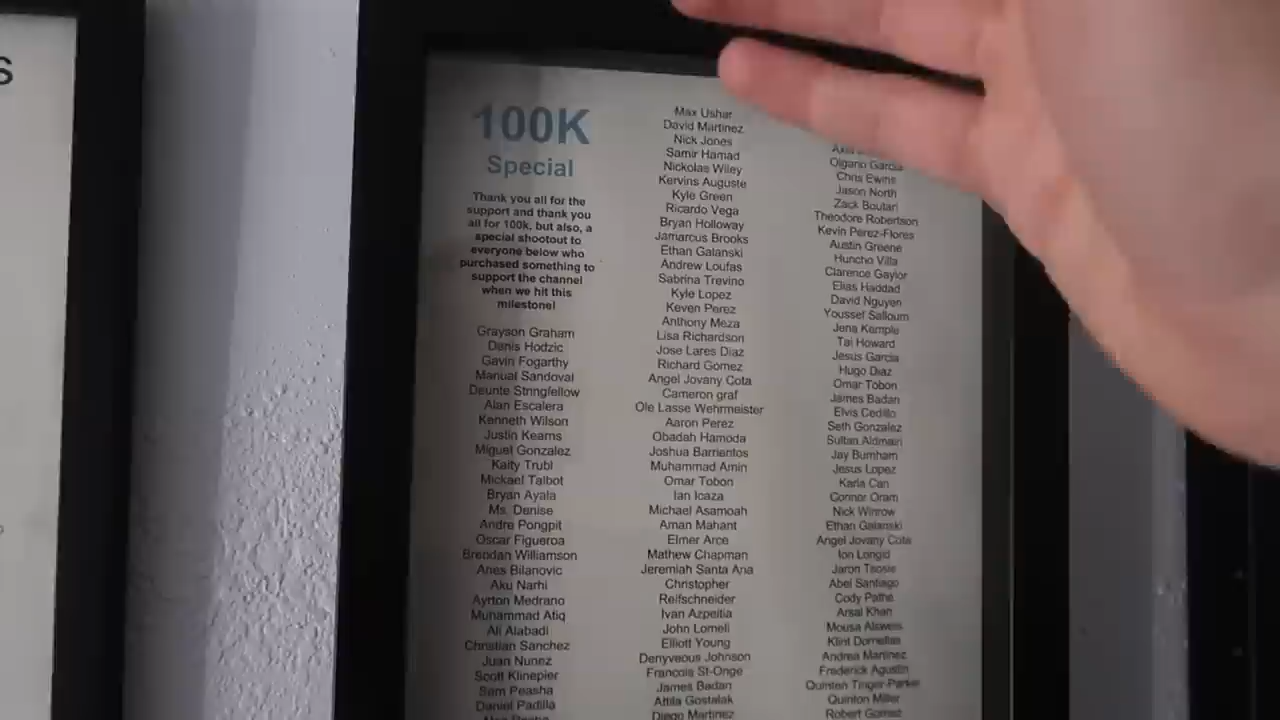 S
100K
Special
Thank you all for the
support and thank you
all for 100k, but also, a
special shootout to
everyone below who
purchased something to
support the channel
when we hit this
milestone!
Grayson Graham
Denis Hodzic
Gavin Fogarthy
Manual Sandoval
Deunte Stringfellow
Alan Escalera
Kenneth Wilson
Justin Kearns
Miguel Gonzalez
Kaity Trubl
Mickael Talbot
Bryan Ayala
Ms. Denise
Andre Pongpit
Oscar Figueroa
Brendan Williamson
Anes Bilanovic
Aku Narhi
Ayrton Medrano
Muhammad Atiq
Ali Alabadi
Christian Sanchez
Juan Nunez
Scott Klinepier
Sam Peasha
Daniel Padilla
Max Ushar
David Martinez
Nick Jones
Samir Hamad
Nickolas Wiley
Kervins Auguste
Kyle Green
Ricardo Vega
Bryan Holloway
Jamarcus Brooks
Ethan Galanski
Andrew Loufas
Sabrina Trevino
Kyle Lopez
Keven Perez
Anthony Meza
Lisa Richardson
Jose Lares Diaz
Richard Gomez
Angel Jovany Cota
Cameron graf
Ole Lasse Wehrmeister
Aaron Perez
Obadah Hamoda
Joshua Barrientos
Muhammad Amin
Omar Tobon
Ian Icaza
Michael Asamoah
Aman Mahant
Elmer Arce
Mathew Chapman
Jeremiah Santa Ana
Christopher
Reifschneider
Ivan Azpeitia
John Lomeli
Elliott Young
Denyveous Johnson
Francois St-Onge
James Badan
Attila Gostalak
Diego Martinez
Olgano Garcia
Chris Ewins
Jason North
Zack Boutari
Theodore Robertson
Kevin Perez-Flores
Austin Greene
Huncho Villa
Clarence Gaylor
Elias Haddad
David Nguyen
Youssef Salloum
Jena Kemple
Tai Howard
Jesus Garcia
Hugo Diaz
Omar Tobon
James Badan
Elvis Cedillo
Seth Gonzalez
Sultan Aldmairi
Jay Burnham
Jesus Lopez
Karla Can
Connor Oram
Nick Winrow
Ethan Galanski
Angel Jovany Cota
Ion Longid
Jaron Tsosie
Abel Santiago
Cody Pathe
Arsal Khan
Mousa Alsweis
Klint Dornellas
Andrea Martinez
Frederick Agustin
Quinten Tinger-Parker
Quinton Miller
Robert Gomez